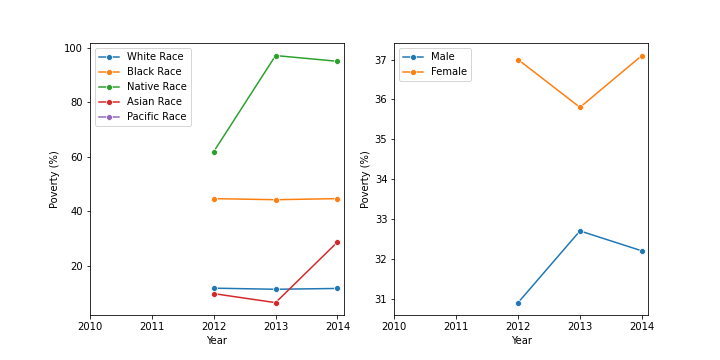 100
80
60
40
20
Poverty (%)
White Race
Black Race
Native Race
Asian Race
Pacific Race
2010 2011 2012 2013 2014
Year
37
36
35
34
33
32
31
Poverty (%)
Male
Female
2010 2011 2012 2013 2014
Year